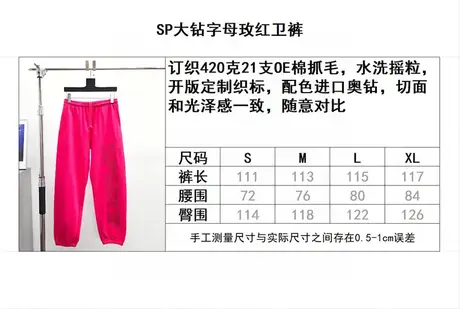 SP大钻字母玫红卫裤
订织420克21支OE棉抓毛，水洗摇粒，
开版定制织标，配色进口奥钻，切面
和光泽感一致，随意对比
尺码 S M L XL
裤长 111 113 115 117
腰围 72 76 80 84
臀围 114 118 122 126
手工测量尺寸与实际尺寸之间存在0.5-1cm误差